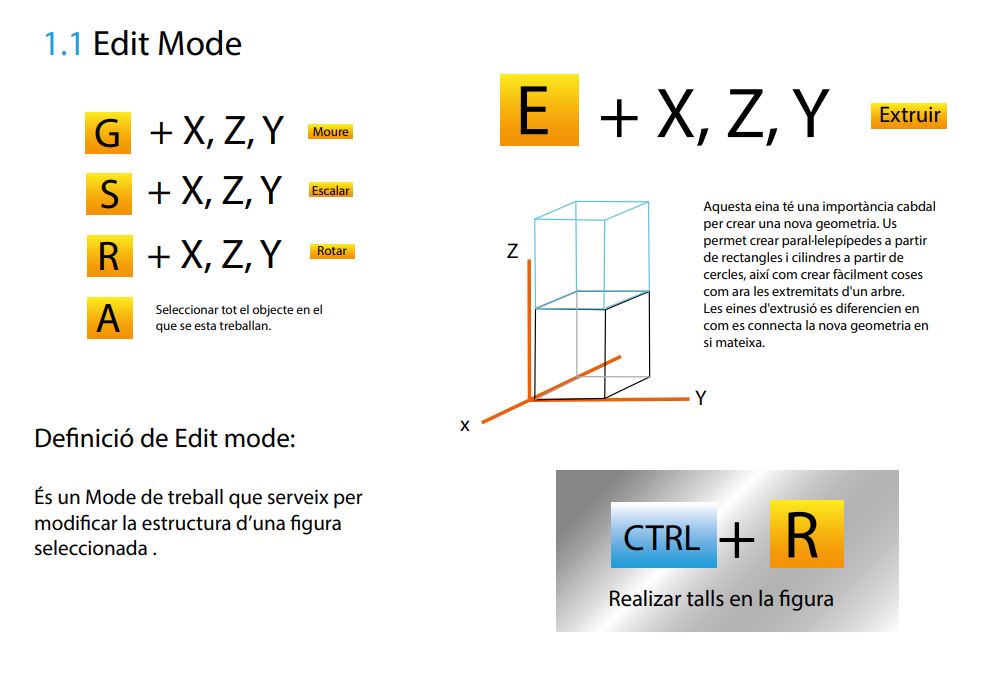 1.1 Edit Mode
G + X, Z, Y Moure
S + X, Z, Y Escalar
R + X, Z, Y Rotar
A Seleccionar tot el objecte en el
que se esta treballan.
Definició de Edit mode:
És un Mode de treball que serveix per
modificar la estructura d’una figura
seleccionada .
E + X, Z, Y Extruir
Z
Y
x
Aquesta eina té una importància cabdal
per crear una nova geometria. Us
permet crear paral·lelepípedes a partir
de rectangles i cilindres a partir de
cercles, així com crear fàcilment coses
com ara les extremitats d'un arbre.
Les eines d'extrusió es diferencien en
com es connecta la nova geometria en
si mateixa.
CTRL + R
Realizar talls en la figura